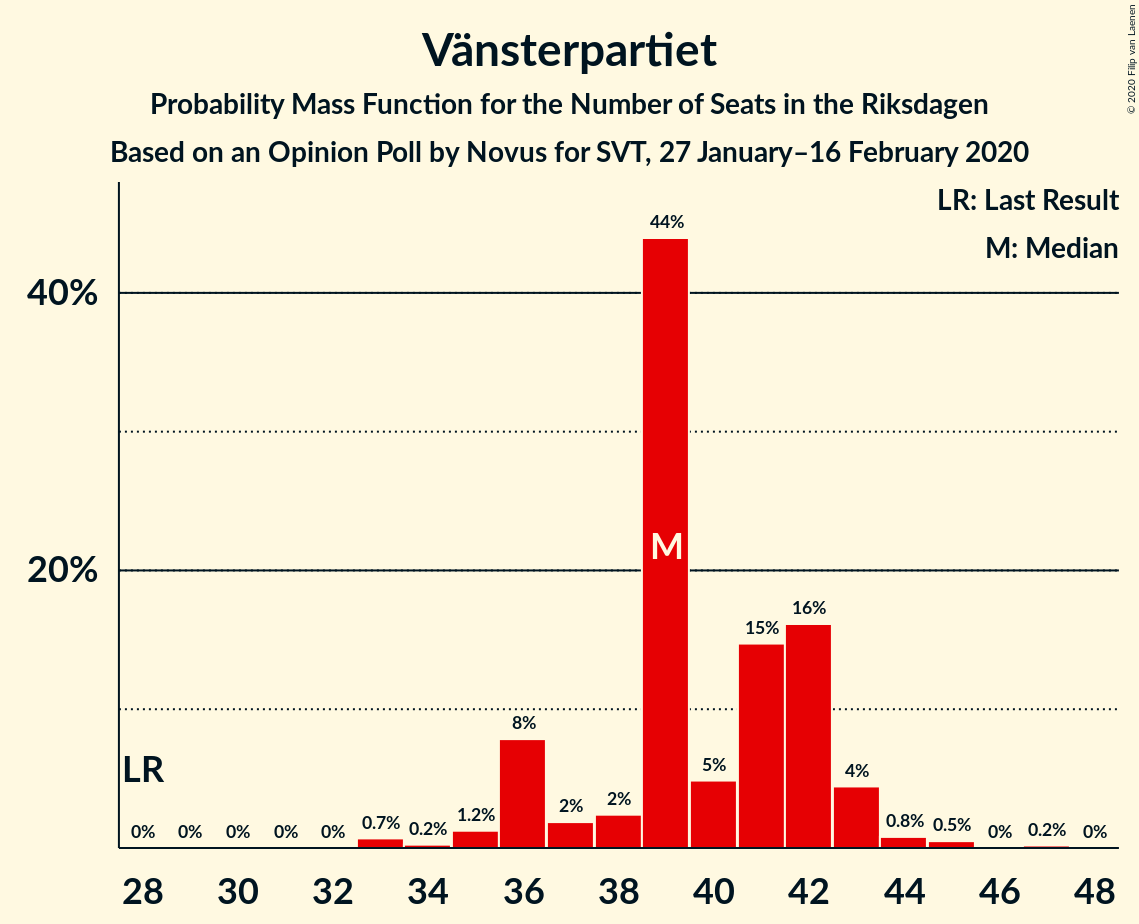 Vänsterpartiet
Probability Mass Function for the Number of Seats in the Riksdagen
Based on an Opinion Poll by Novus for SVT, 27 January–16 February 2020
© 2020 Filip van Laenen
LR: Last Result
M: Median
40%
20%
44%
M
16%
15%
8%
5%
4%
LR
2%
2%
1.2%
0.7%
0.2%
0.8%
0.5%
0%
0%
0%
0%
0%
0%
0.2%
0%
28 30 32 34 36 38 40 42 44 46 48